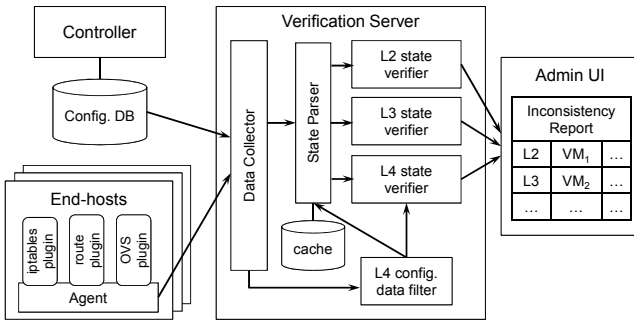 Controller
Config. DB
End-hosts
iptables
plugin
route
plugin
OVS
plugin
Agent
Verification Server
Data Collector
State Parser
cache
L2 state
verifier
L3 state
verifier
L4 state
verifier
L4 config.
data filter
Admin UI
Inconsistency
Report
L2 VM₁ ...
L3 VM₂ ...
... ... ...